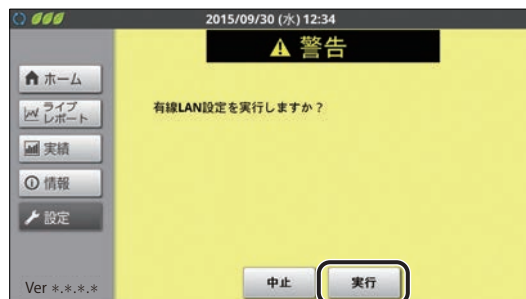 2015/09/30 (水) 12:34
警告
ホーム
ライブ
レポート
実績
情報
設定
有線LAN設定を実行しますか？
中止
実行
Ver *.*.*.*